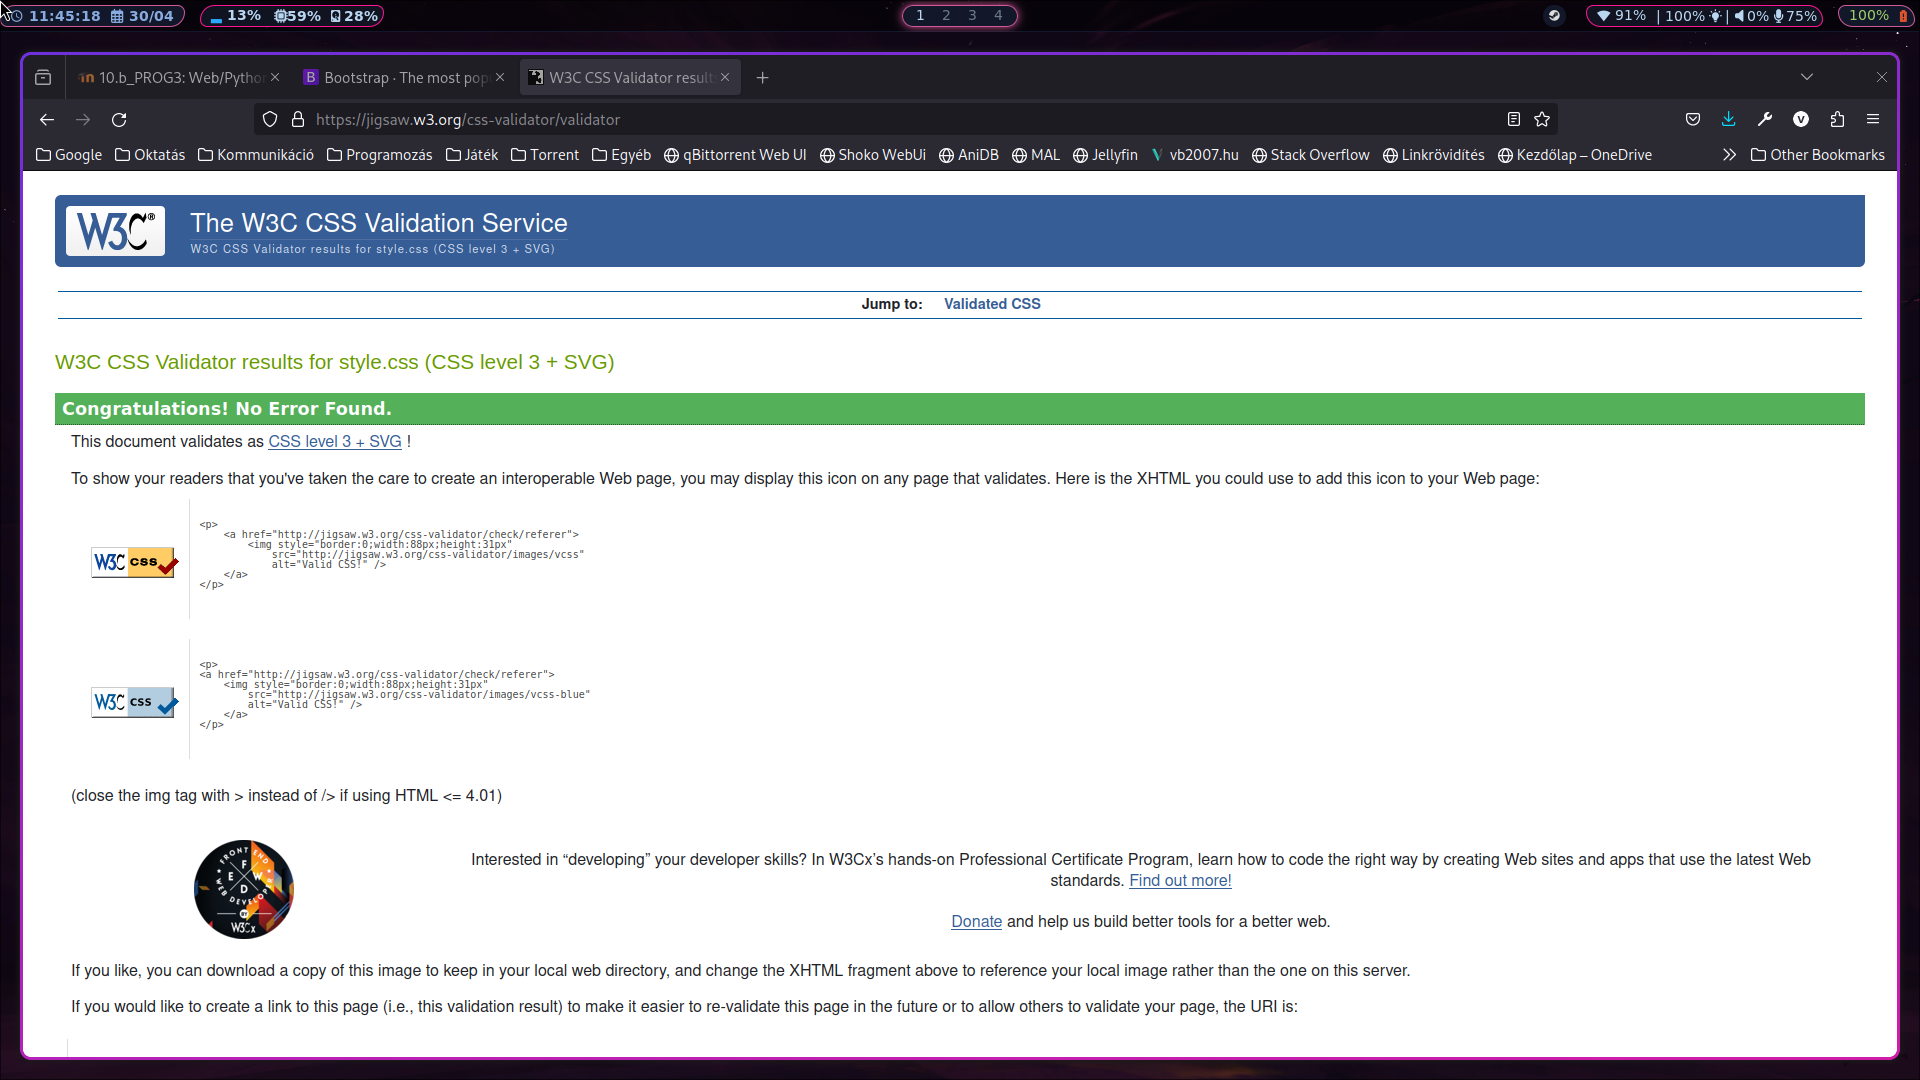 11:45:18 30/04 13% 59% 28% 1 2 3 4 91% | 100% | 0% 75% 100%
10.b_PROG3: Web/Pytho Bootstrap · The most pop W3C CSS Validator result
https://jigsaw.w3.org/css-validator/validator
Google Oktatás Kommunikáció Programozás Játék Torrent Egyéb qBittorrent Web UI Shoko WebUi AniDB MAL Jellyfin vb2007.hu Stack Overflow Linkrövidítés Kezdőlap – OneDrive Other Bookmarks
W3C® The W3C CSS Validation Service
W3C CSS Validator results for style.css (CSS level 3 + SVG)
Jump to: Validated CSS
W3C CSS Validator results for style.css (CSS level 3 + SVG)
Congratulations! No Error Found.
This document validates as CSS level 3 + SVG !
To show your readers that you've taken the care to create an interoperable Web page, you may display this icon on any page that validates. Here is the XHTML you could use to add this icon to your Web page:
W3C css
<p>
<a href="http://jigsaw.w3.org/css-validator/check/referer">
<img style="border:0;width:88px;height:31px"
src="http://jigsaw.w3.org/css-validator/images/vcss"
alt="Valid CSS!" />
</a>
</p>
W3C css
<p>
<a href="http://jigsaw.w3.org/css-validator/check/referer">
<img style="border:0;width:88px;height:31px"
src="http://jigsaw.w3.org/css-validator/images/vcss-blue"
alt="Valid CSS!" />
</a>
</p>
(close the img tag with > instead of /> if using HTML <= 4.01)
FRONT END WEB DEVELOPER
F E W D
BY
W3Cx
Interested in “developing” your developer skills? In W3Cx’s hands-on Professional Certificate Program, learn how to code the right way by creating Web sites and apps that use the latest Web
standards. Find out more!
Donate and help us build better tools for a better web.
If you like, you can download a copy of this image to keep in your local web directory, and change the XHTML fragment above to reference your local image rather than the one on this server.
If you would like to create a link to this page (i.e., this validation result) to make it easier to re-validate this page in the future or to allow others to validate your page, the URI is: